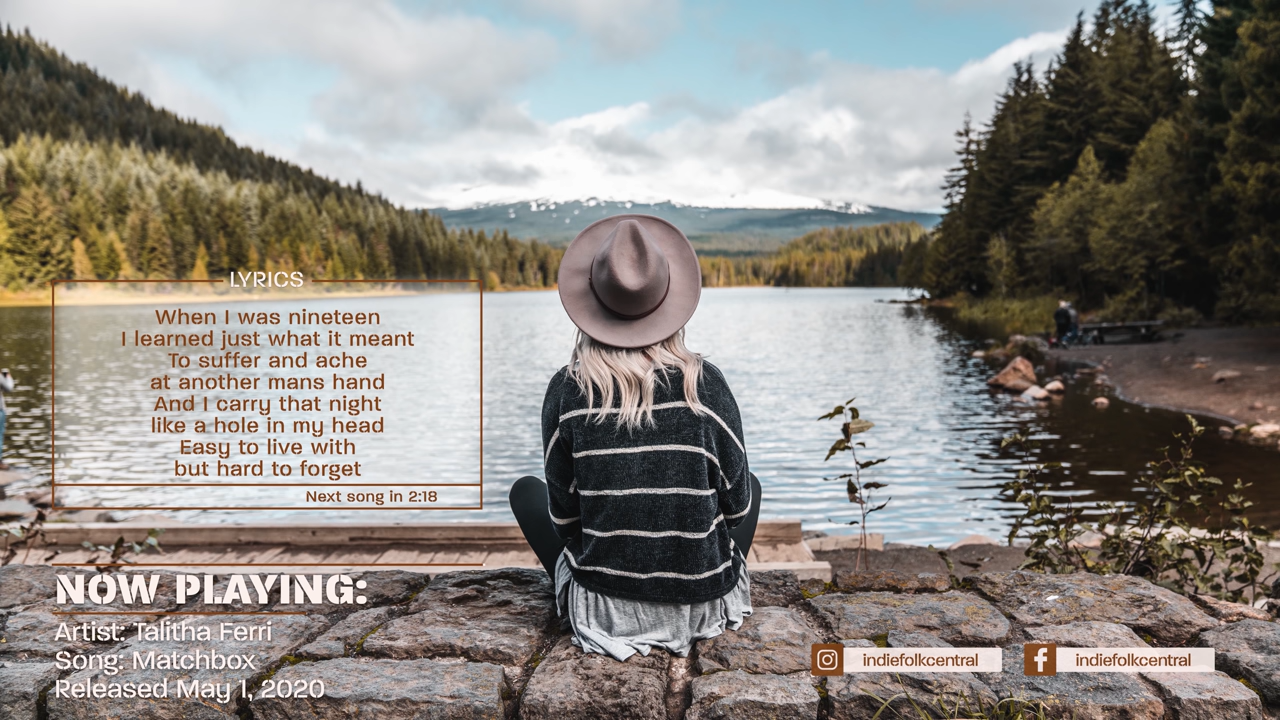 LYRICS
When I was nineteen
I learned just what it meant
To suffer and ache
at another mans hand
And I carry that night
like a hole in my head
Easy to live with
but hard to forget
Next song in 2:18
NOW PLAYING:
Artist: Talitha Ferri
Song: Matchbox
Released May 1, 2020
indiefolkcentral
indiefolkcentral